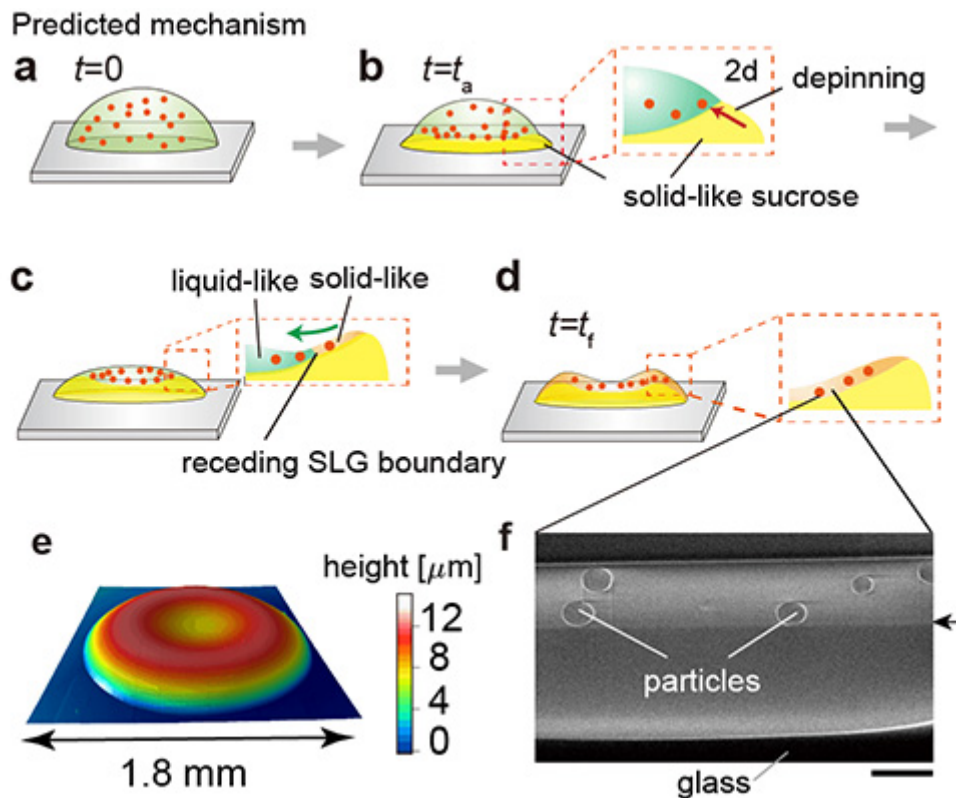 Predicted mechanism
a
t=0
b
t=ta
2d
depinning
solid-like sucrose
c
liquid-like
solid-like
receding SLG boundary
d
t=tf
e
height [μm]
12
8
4
0
1.8 mm
f
particles
glass